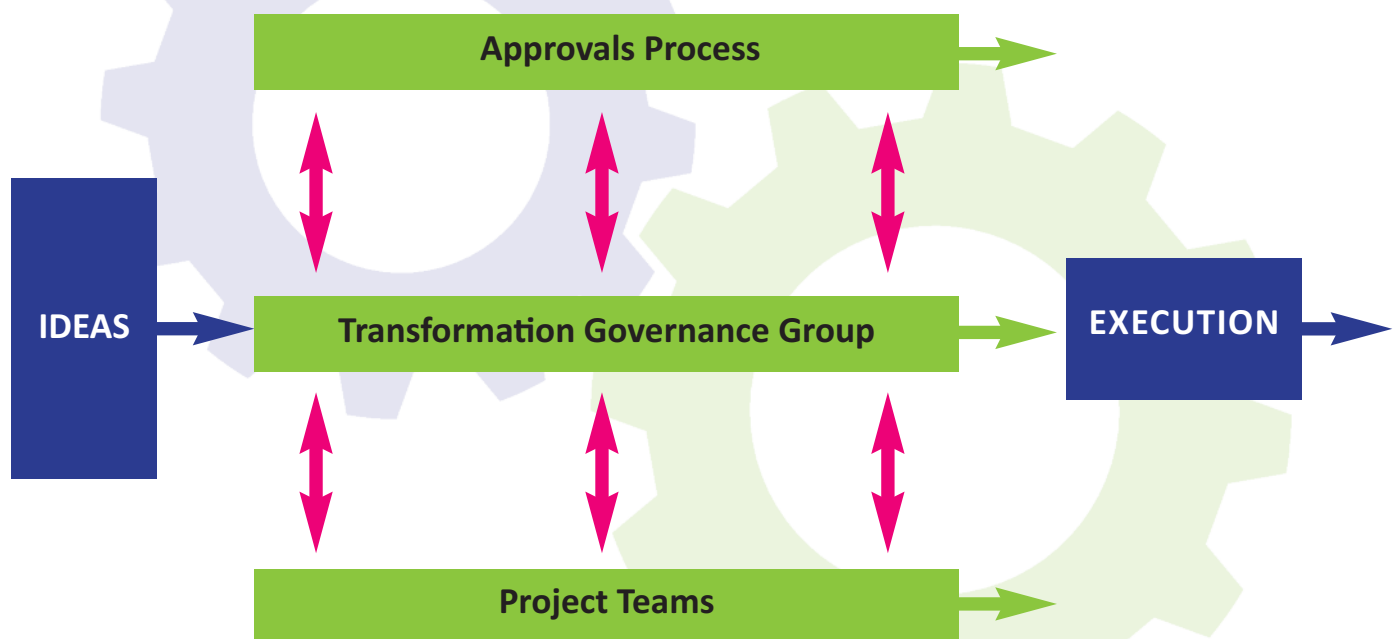 Approvals Process
IDEAS
Transformation Governance Group
EXECUTION
Project Teams